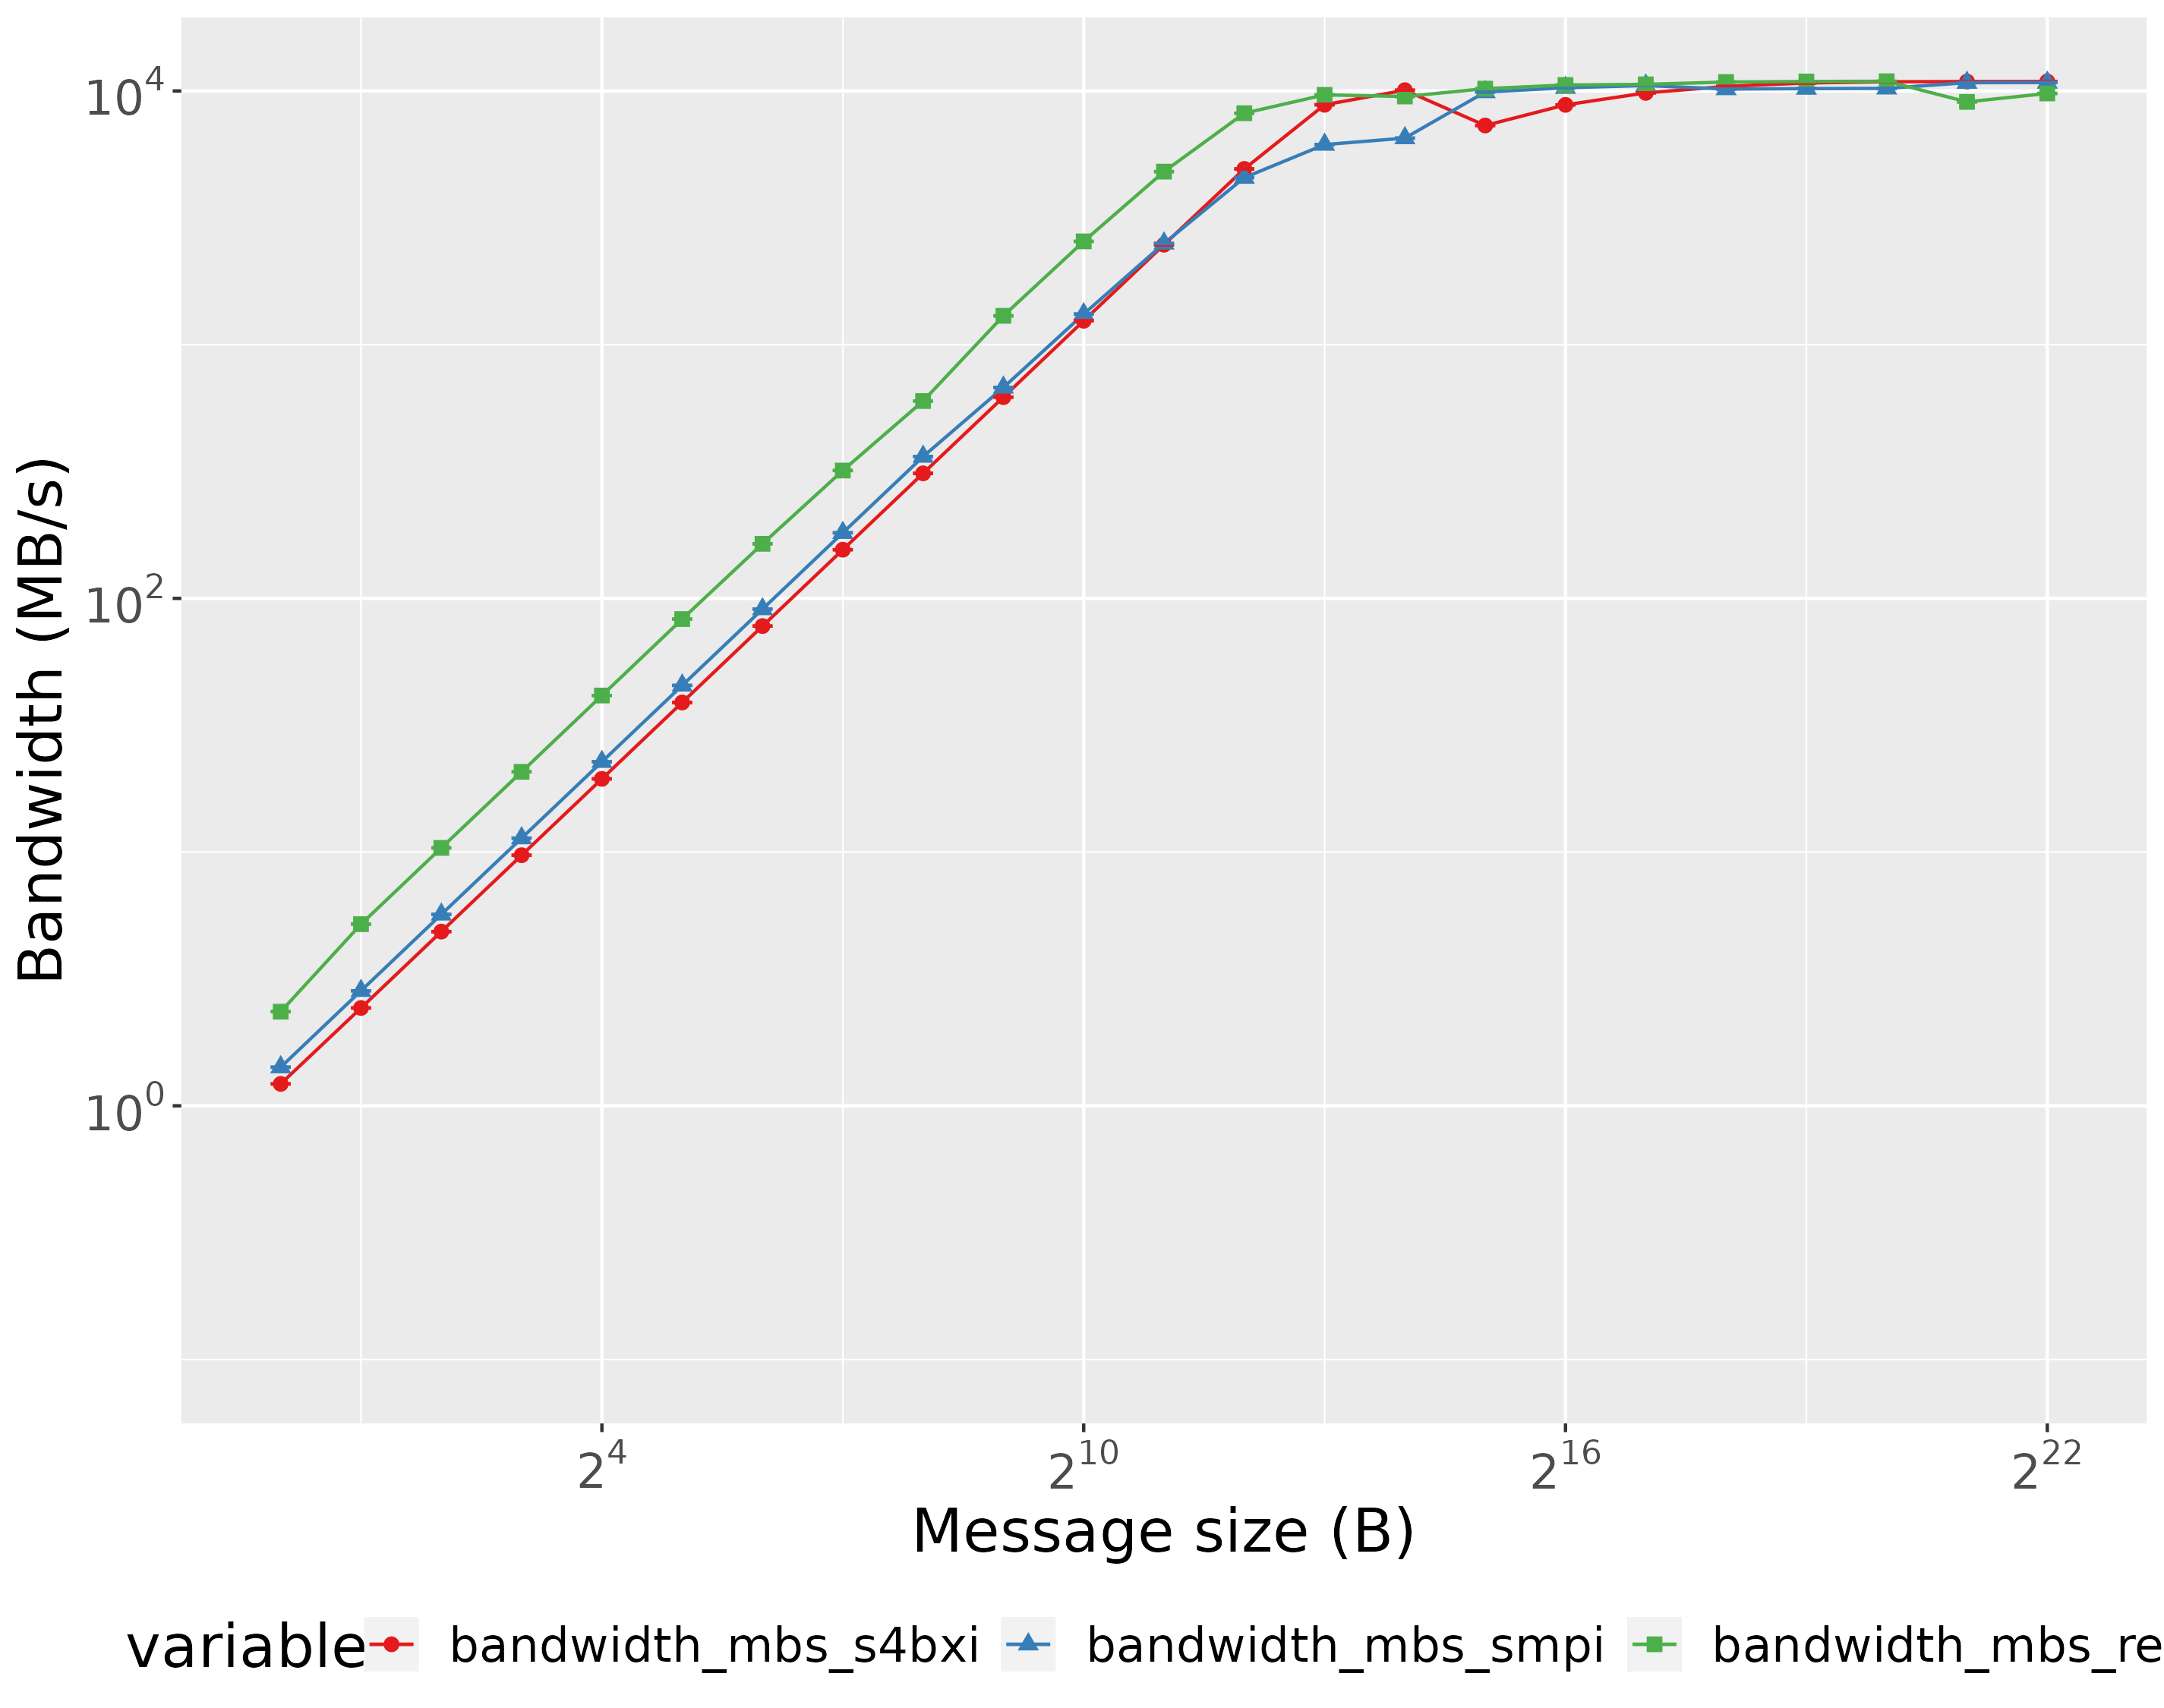 Bandwidth (MB/s)
10^4
10^2
10^0
2^4 2^10 2^16 2^22
Message size (B)
variable bandwidth_mbs_s4bxi bandwidth_mbs_smpi bandwidth_mbs_re